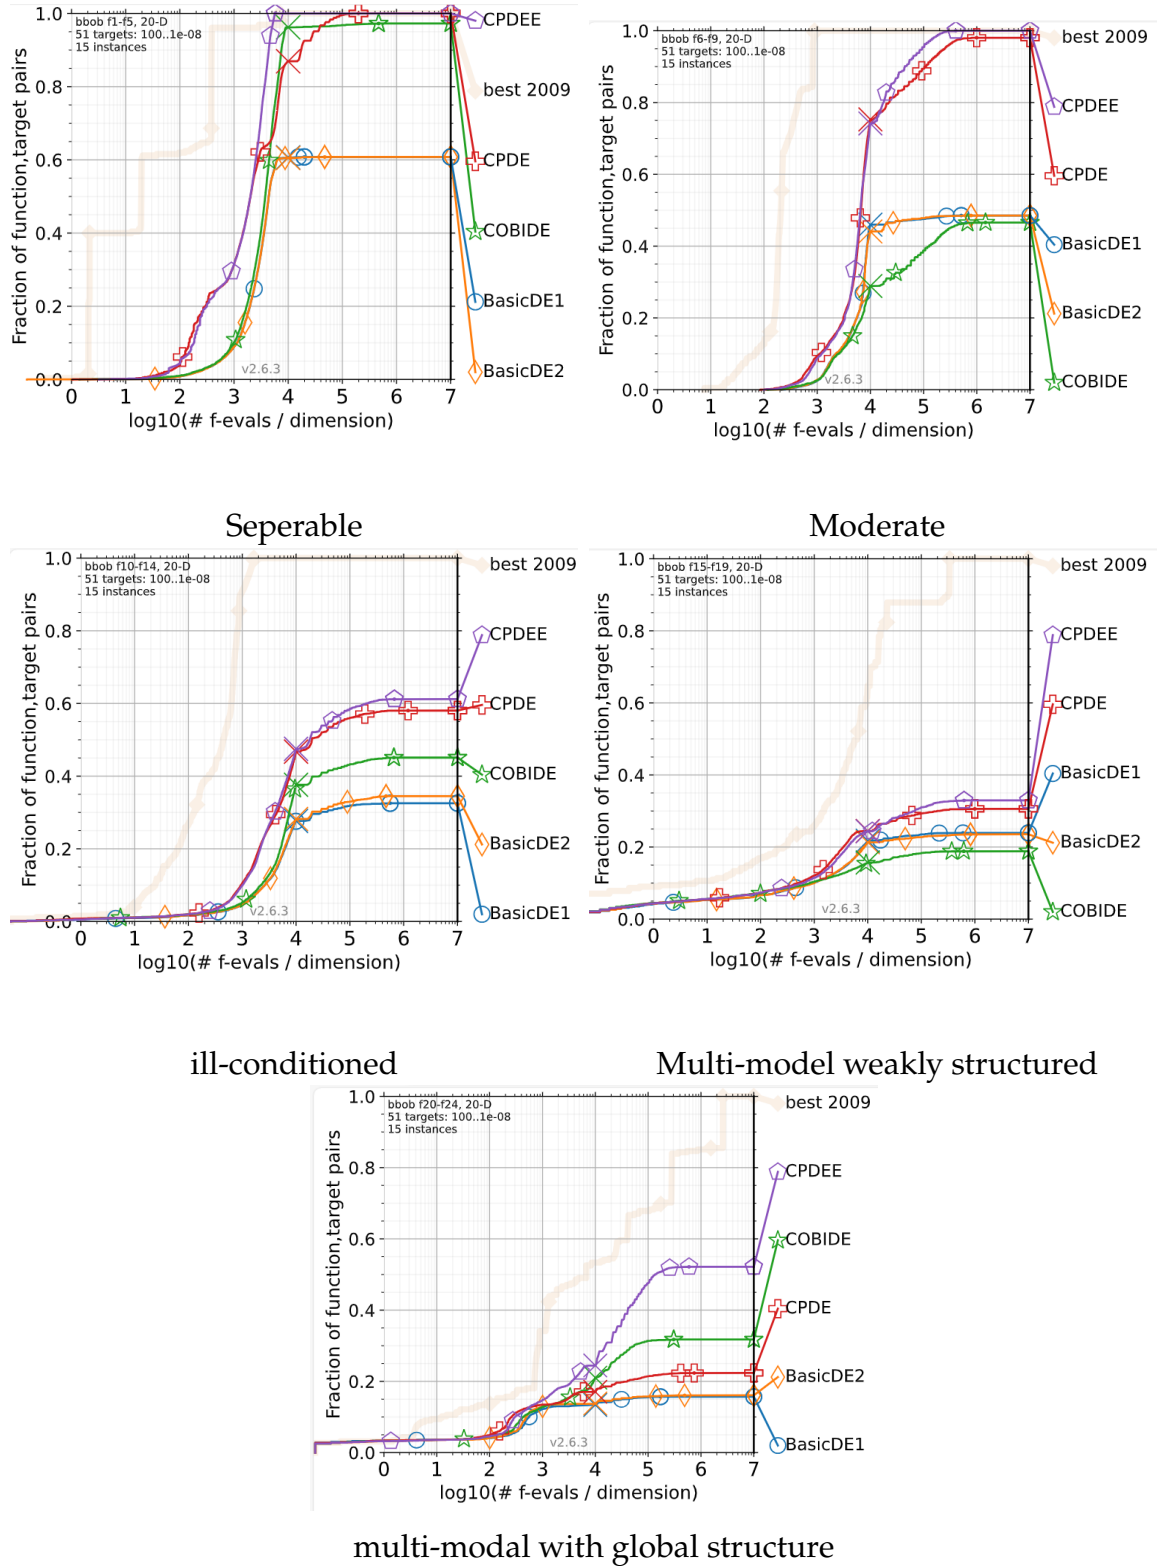 bbob f1-f5, 20-D
51 targets: 100..1e-08
15 instances
Fraction of function,target pairs
1.0
0.8
0.6
0.4
0.2
0.0
v2.6.3
0 1 2 3 4 5 6 7
log10(# f-evals / dimension)
CPDEE
best 2009
CPDE
COBIDE
BasicDE1
BasicDE2
bbob f6-f9, 20-D
51 targets: 100..1e-08
15 instances
Fraction of function,target pairs
1.0
0.8
0.6
0.4
0.2
0.0
v2.6.3
0 1 2 3 4 5 6 7
log10(# f-evals / dimension)
best 2009
CPDEE
CPDE
BasicDE1
BasicDE2
COBIDE
Seperable
Moderate
bbob f10-f14, 20-D
51 targets: 100..1e-08
15 instances
Fraction of function,target pairs
1.0
0.8
0.6
0.4
0.2
0.0
v2.6.3
0 1 2 3 4 5 6 7
log10(# f-evals / dimension)
best 2009
CPDEE
CPDE
COBIDE
BasicDE2
BasicDE1
bbob f15-f19, 20-D
51 targets: 100..1e-08
15 instances
Fraction of function,target pairs
1.0
0.8
0.6
0.4
0.2
0.0
v2.6.3
0 1 2 3 4 5 6 7
log10(# f-evals / dimension)
best 2009
CPDEE
CPDE
BasicDE1
BasicDE2
COBIDE
ill-conditioned
Multi-model weakly structured
bbob f20-f24, 20-D
51 targets: 100..1e-08
15 instances
Fraction of function,target pairs
1.0
0.8
0.6
0.4
0.2
0.0
v2.6.3
0 1 2 3 4 5 6 7
log10(# f-evals / dimension)
best 2009
CPDEE
COBIDE
CPDE
BasicDE2
BasicDE1
multi-modal with global structure